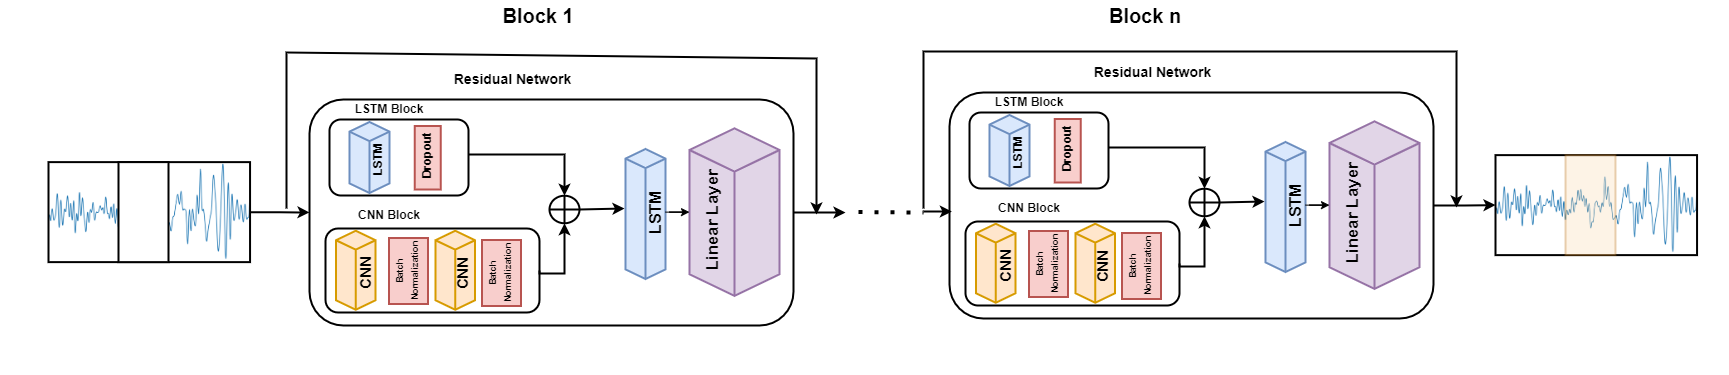 Block 1
Residual Network
LSTM Block
LSTM
Dropout
CNN Block
CNN
Batch
Normalization
CNN
Batch
Normalization
LSTM
Linear Layer
Block n
Residual Network
LSTM Block
LSTM
Dropout
CNN Block
CNN
Batch
Normalization
CNN
Batch
Normalization
LSTM
Linear Layer